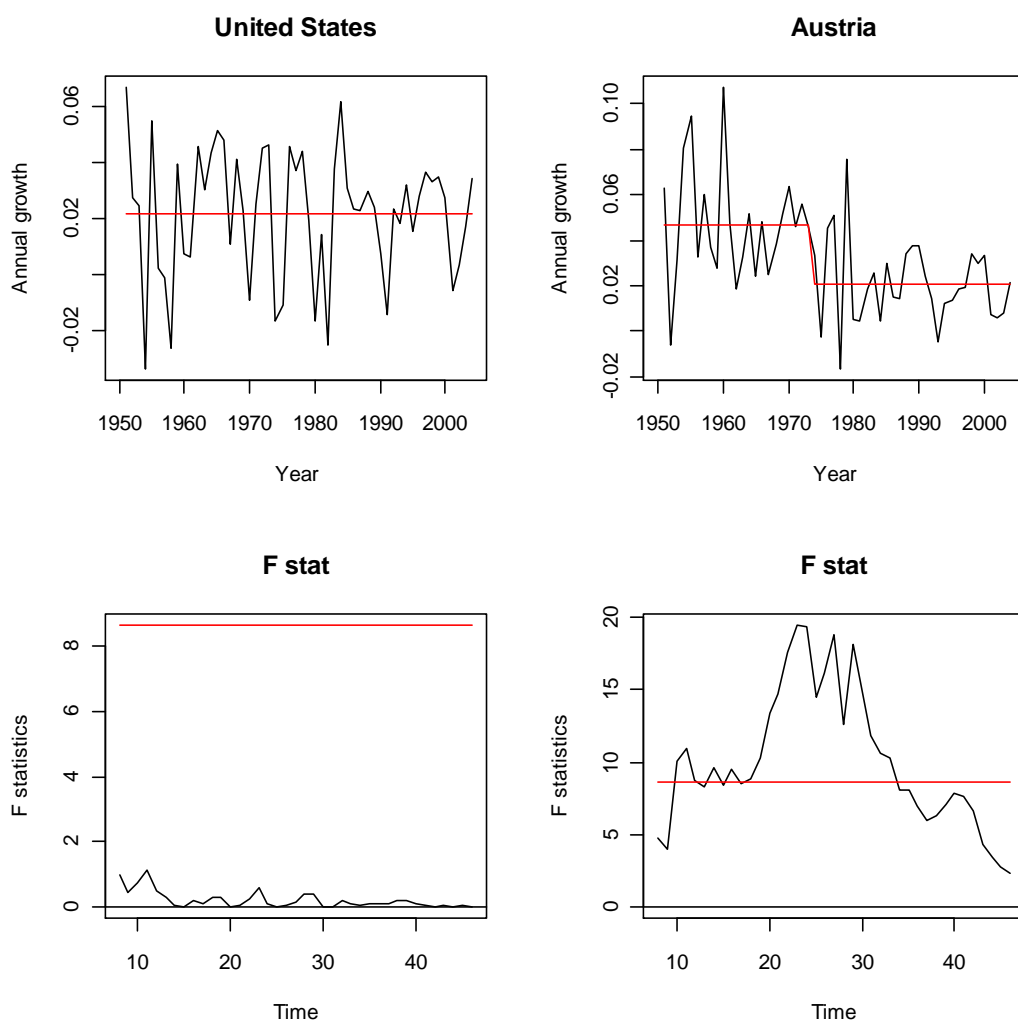 United States
Annual growth
-0.02
0.02
0.06
1950 1960 1970 1980 1990 2000
Year
Austria
Annual growth
-0.02
0.02
0.06
0.10
1950 1960 1970 1980 1990 2000
Year
F stat
F statistics
0
2
4
6
8
10 20 30 40
Time
F stat
F statistics
0
5
10
15
20
10 20 30 40
Time